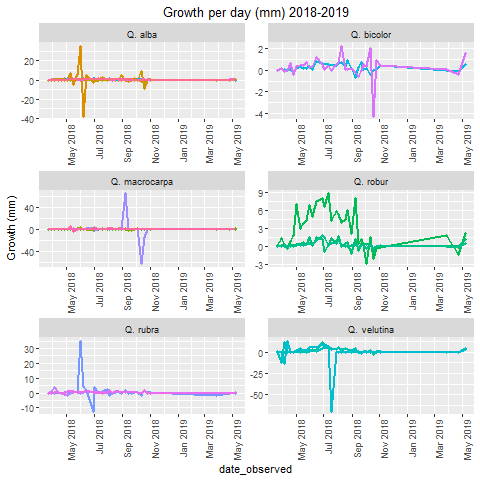 Growth per day (mm) 2018-2019
Q. alba
Q. bicolor
20
0
-20
-40
2
0
-2
-4
May 2018
Jul 2018
Sep 2018
Nov 2018
Jan 2019
Mar 2019
May 2019
May 2018
Jul 2018
Sep 2018
Nov 2018
Jan 2019
Mar 2019
May 2019
Q. macrocarpa
Q. robur
40
0
-40
9
6
3
0
-3
May 2018
Jul 2018
Sep 2018
Nov 2018
Jan 2019
Mar 2019
May 2019
May 2018
Jul 2018
Sep 2018
Nov 2018
Jan 2019
Mar 2019
May 2019
Growth (mm)
Q. rubra
Q. velutina
30
20
10
0
-10
0
-25
-50
May 2018
Jul 2018
Sep 2018
Nov 2018
Jan 2019
Mar 2019
May 2019
May 2018
Jul 2018
Sep 2018
Nov 2018
Jan 2019
Mar 2019
May 2019
date_observed